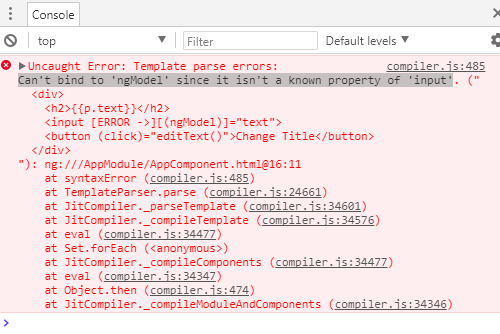 Console
top Filter Default levels
Uncaught Error: Template parse errors: compiler.js:485
Can't bind to 'ngModel' since it isn't a known property of 'input'. ("
<div>
<h2>{{p.text}}</h2>
<input [ERROR ->][(ngModel)]="text">
<button (click)="editText()">Change Title</button>
</div>
"): ng:///AppModule/AppComponent.html@16:11
at syntaxError (compiler.js:485)
at TemplateParser.parse (compiler.js:24661)
at JitCompiler._parseTemplate (compiler.js:34601)
at JitCompiler._compileTemplate (compiler.js:34576)
at eval (compiler.js:34477)
at Set.forEach (<anonymous>)
at JitCompiler._compileComponents (compiler.js:34477)
at eval (compiler.js:34347)
at Object.then (compiler.js:474)
at JitCompiler._compileModuleAndComponents (compiler.js:34346)